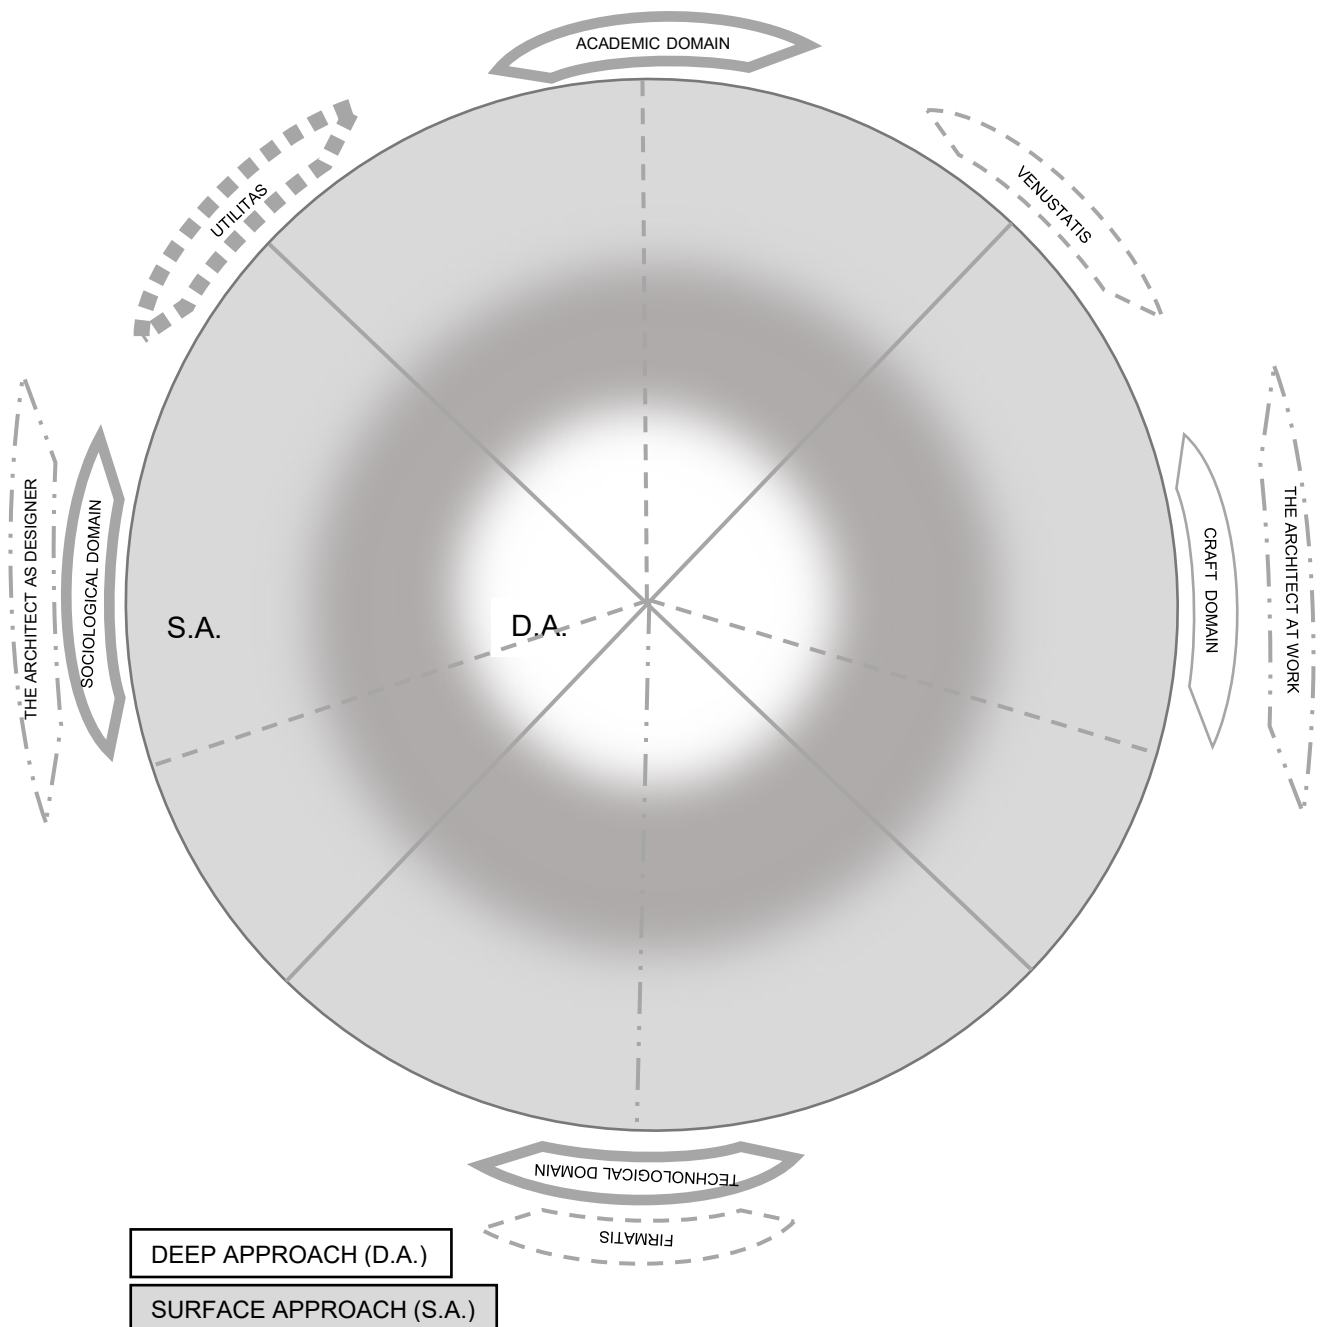 ACADEMIC DOMAIN
UTILITAS
VENUSTATIS
THE ARCHITECT AS DESIGNER
SOCIOLOGICAL DOMAIN
S.A.
D.A.
CRAFT DOMAIN
THE ARCHITECT AT WORK
TECHNOLOGICAL DOMAIN
FIRMATIS
DEEP APPROACH (D.A.)
SURFACE APPROACH (S.A.)